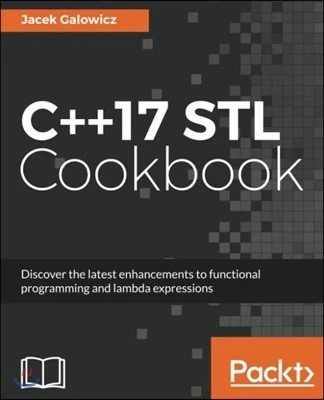 Jacek Galowicz
C++17 STL
Cookbook
Discover the latest enhancements to functional
programming and lambda expressions
Packt>